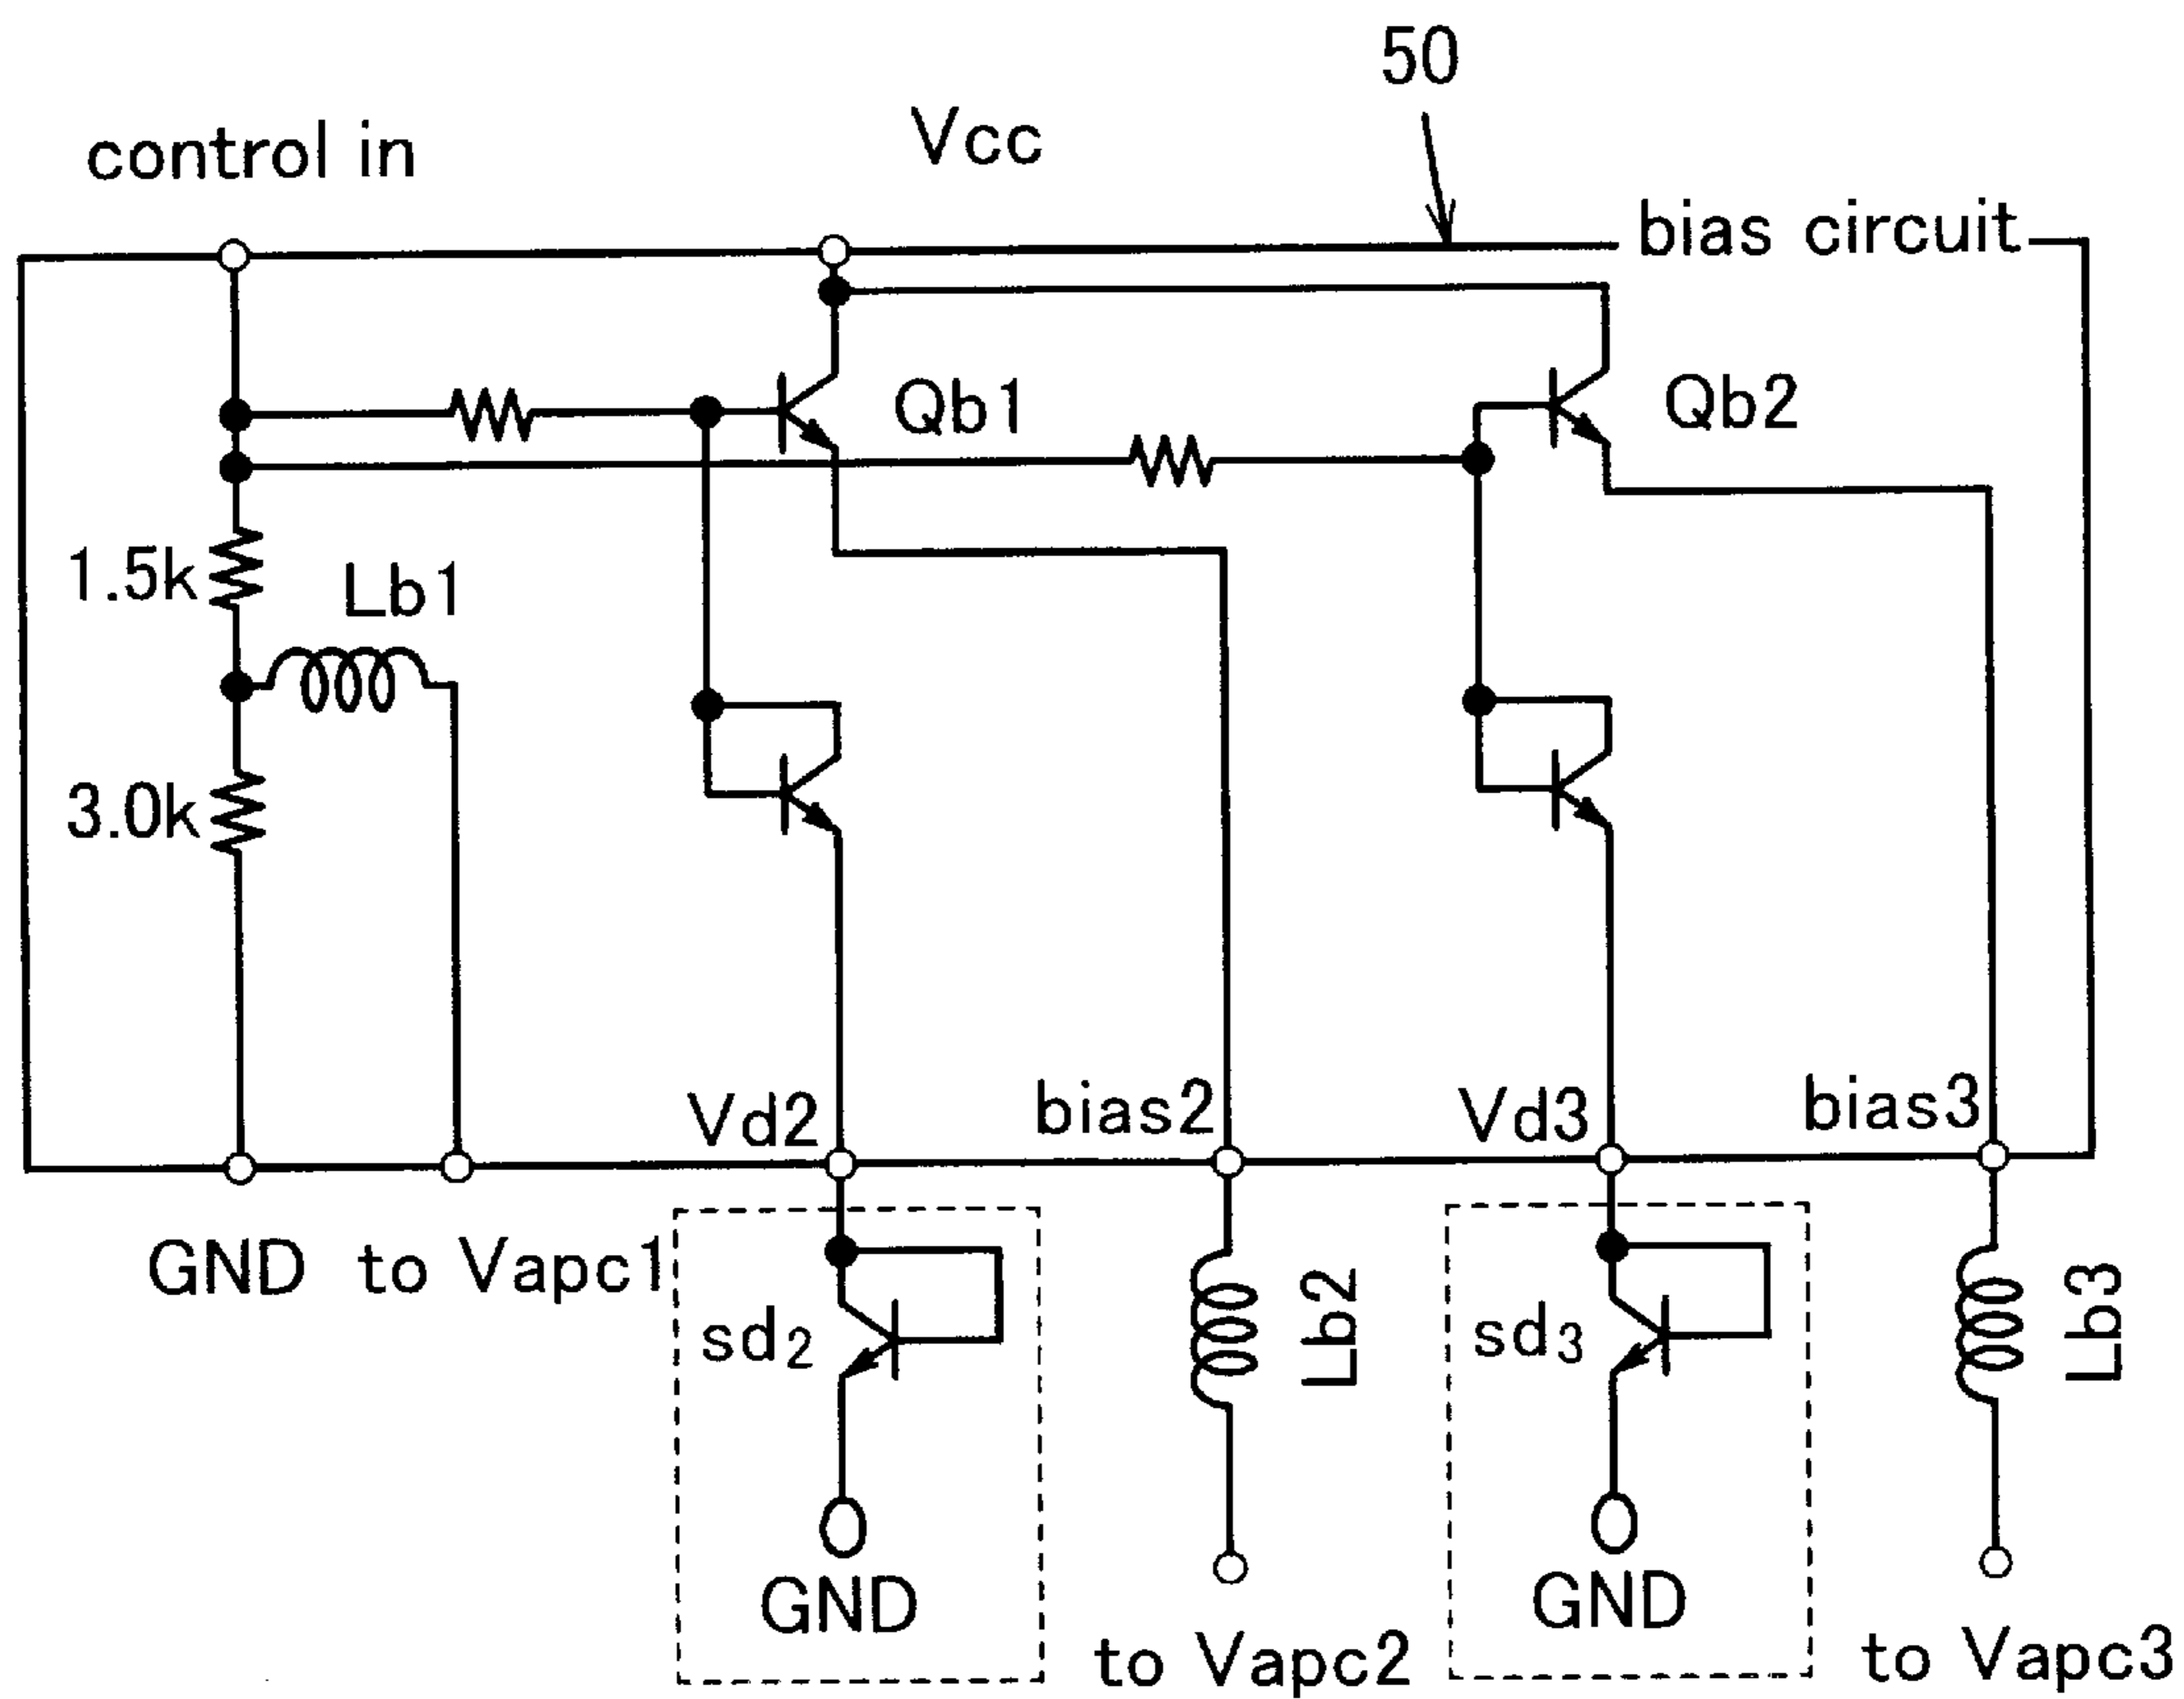 50
control in
Vcc
bias circuit
Qb1
Qb2
1.5k
Lb1
3.0k
Vd2
bias2
Vd3
bias3
GND
to Vapc1
sd2
Lb2
sd3
Lb3
GND
GND
to Vapc2
to Vapc3